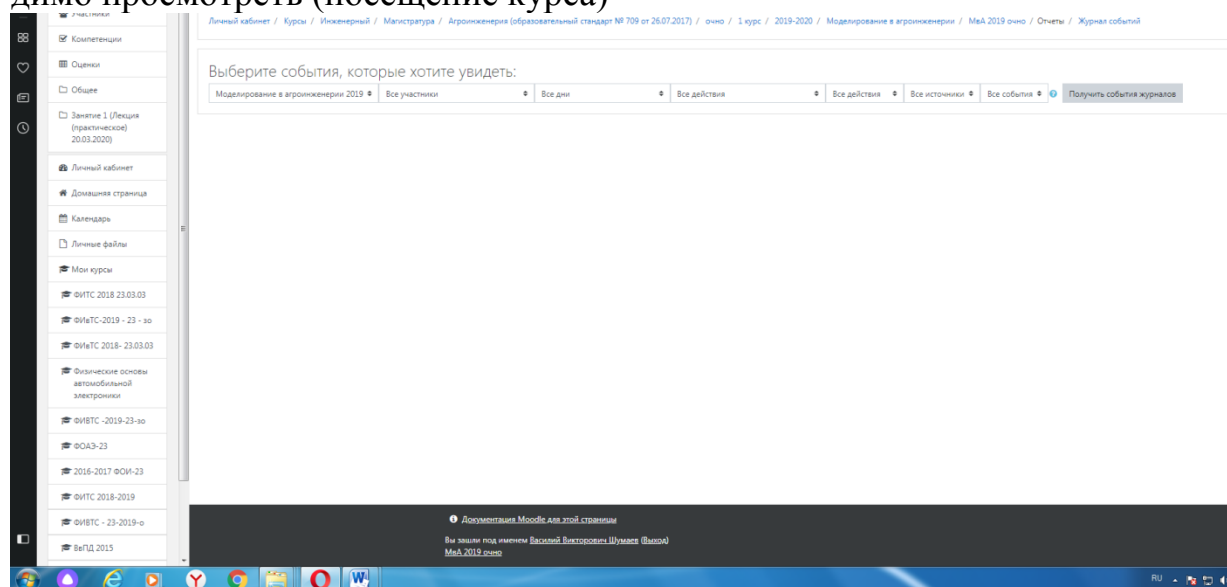 димо просмотреть (посещение курса)
Участники
Компетенции
Оценки
Общее
Занятие 1 (Лекция
(практическое)
20.03.2020)
Личный кабинет
Домашняя страница
Календарь
Личные файлы
Мои курсы
ФИТС 2018 23.03.03
ФИвТС-2019 - 23 - зо
ФИвТС 2018- 23.03.03
Физические основы
автомобильной
электроники
ФИВТС -2019-23-зо
ФОАЭ-23
2016-2017 ФОИ-23
ФИТС 2018-2019
ФИВТС - 23-2019-о
ВвПД 2015
Личный кабинет / Курсы / Инженерный / Магистратура / Агроинженерия (образовательный стандарт № 709 от 26.07.2017) / очно / 1 курс / 2019-2020 / Моделирование в агроинженерии / МвА 2019 очно / Отчеты / Журнал событий
Выберите события, которые хотите увидеть:
Моделирование в агроинженерии 2019 Все участники Все дни Все действия Все действия Все источники Все события Получить события журналов
Документация Moodle для этой страницы
Вы зашли под именем Василий Викторович Шумаев (Выход)
МвА 2019 очно
RU